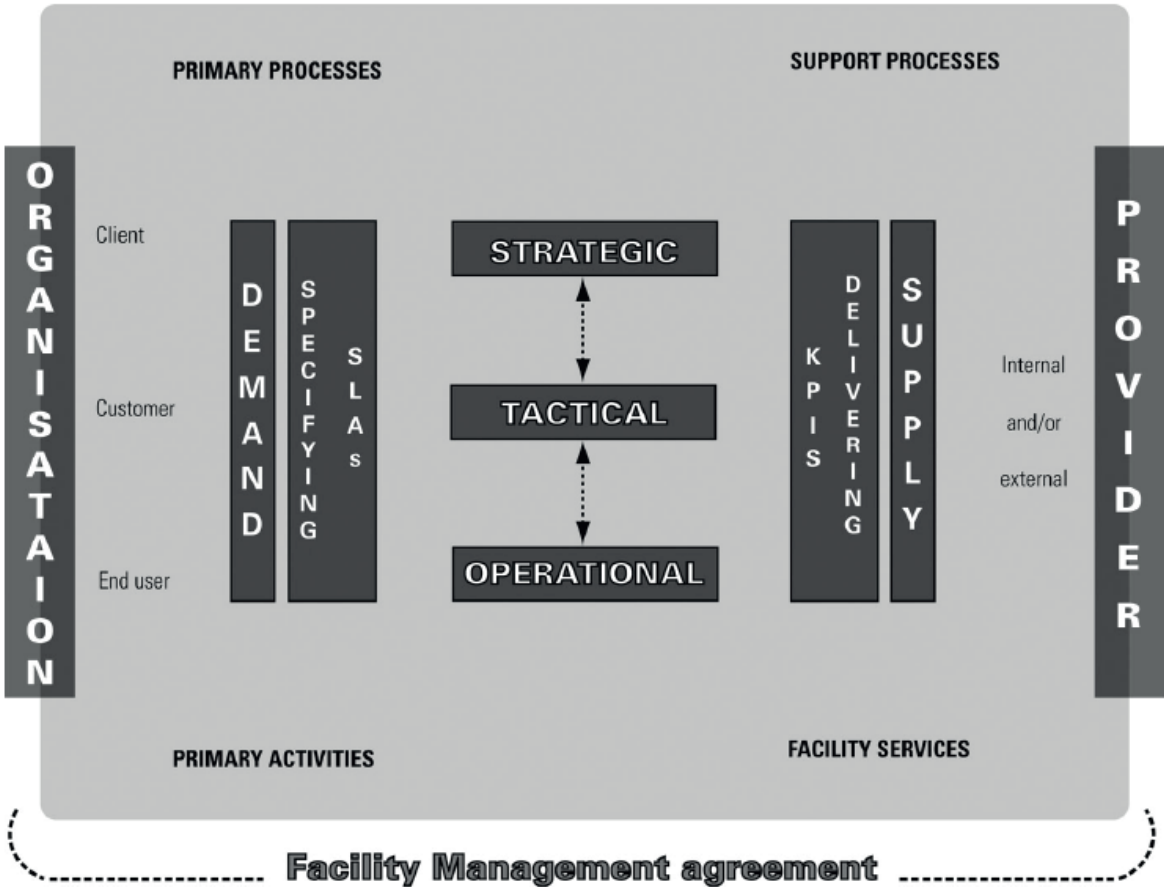 PRIMARY PROCESSES
SUPPORT PROCESSES
ORGANISATAION
Client
Customer
End user
DEMAND
SPECIFYING
SLAs
STRATEGIC
TACTICAL
OPERATIONAL
KPIS
DELIVERING
SUPPLY
Internal
and/or
external
PROVIDER
PRIMARY ACTIVITIES
FACILITY SERVICES
Facility Management agreement